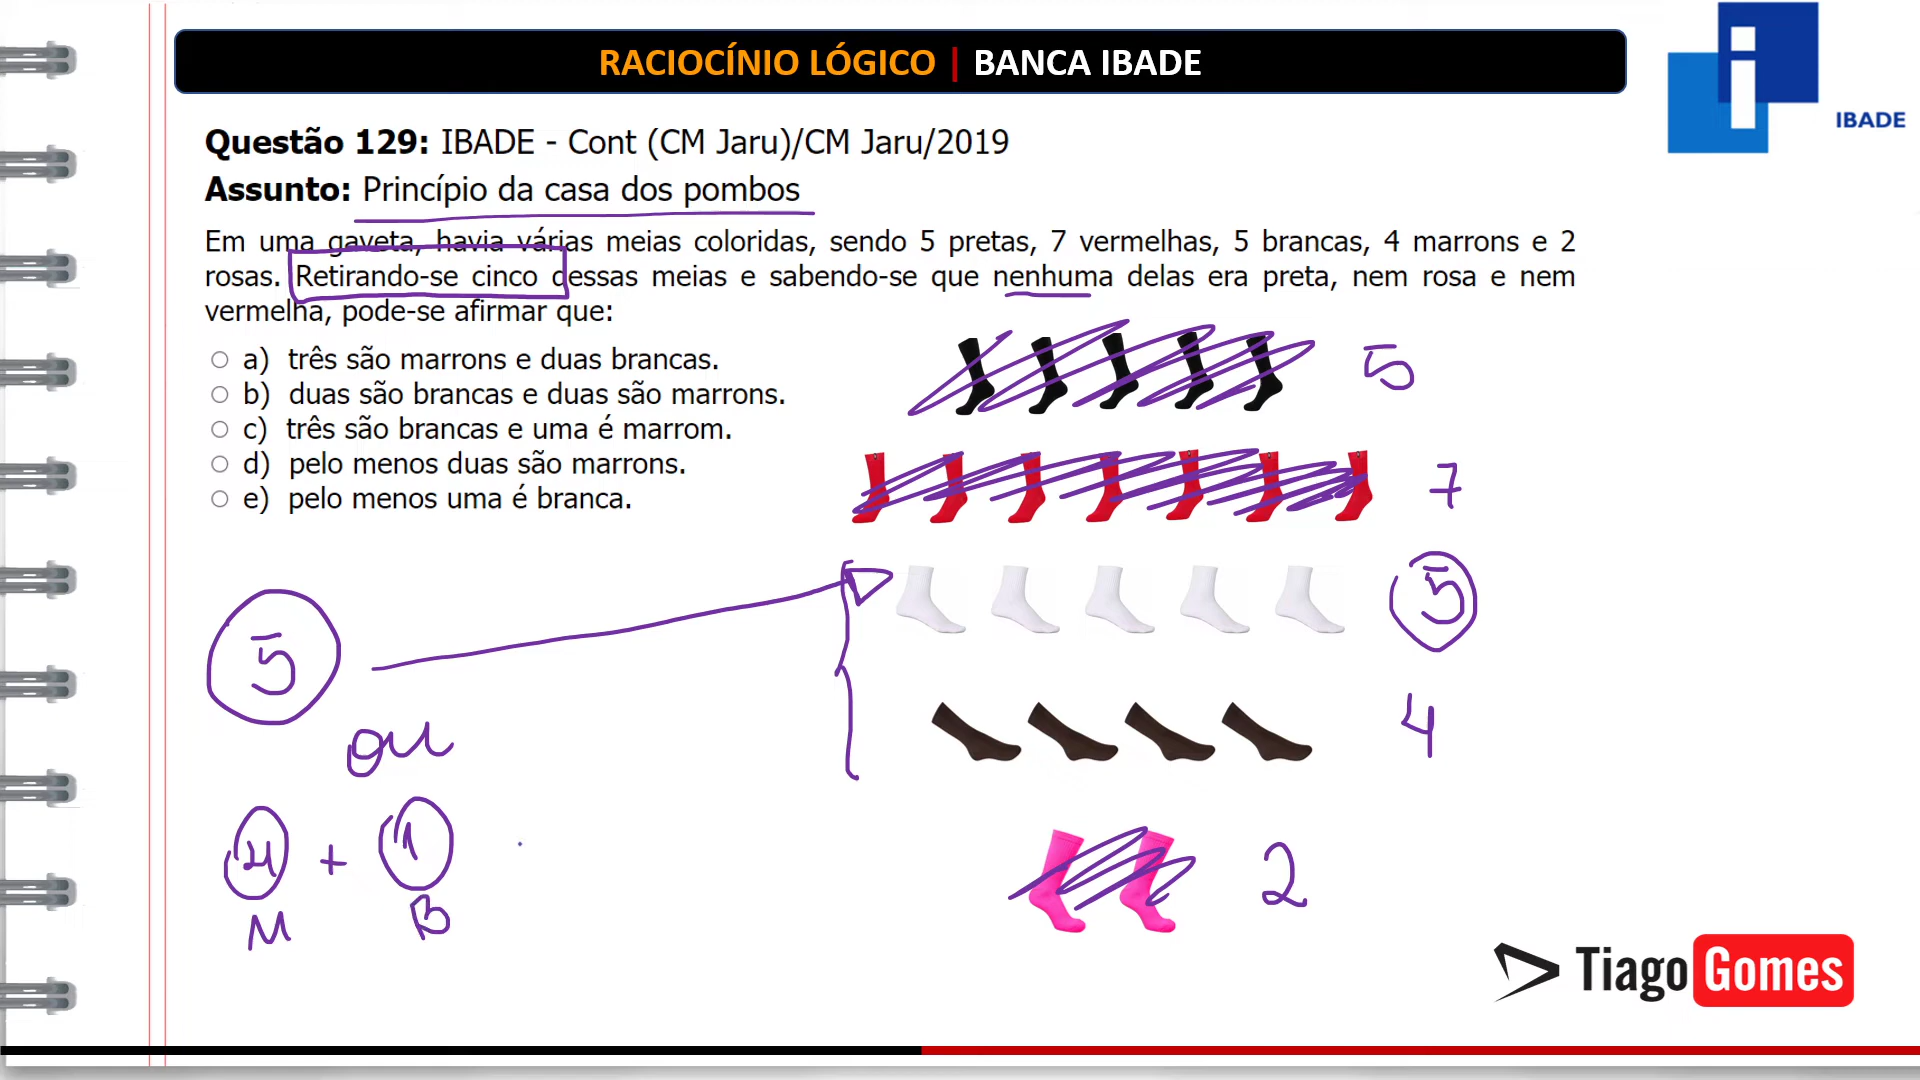 RACIOCÍNIO LÓGICO | BANCA IBADE
IBADE
Questão 129: IBADE - Cont (CM Jaru)/CM Jaru/2019
Assunto: Princípio da casa dos pombos
Em uma gaveta, havia várias meias coloridas, sendo 5 pretas, 7 vermelhas, 5 brancas, 4 marrons e 2
rosas. Retirando-se cinco dessas meias e sabendo-se que nenhuma delas era preta, nem rosa e nem
vermelha, pode-se afirmar que:
a) três são marrons e duas brancas.
b) duas são brancas e duas são marrons.
c) três são brancas e uma é marrom.
d) pelo menos duas são marrons.
e) pelo menos uma é branca.
5
7
5
5
ou
4
4 + 1
M B
2
Tiago Gomes